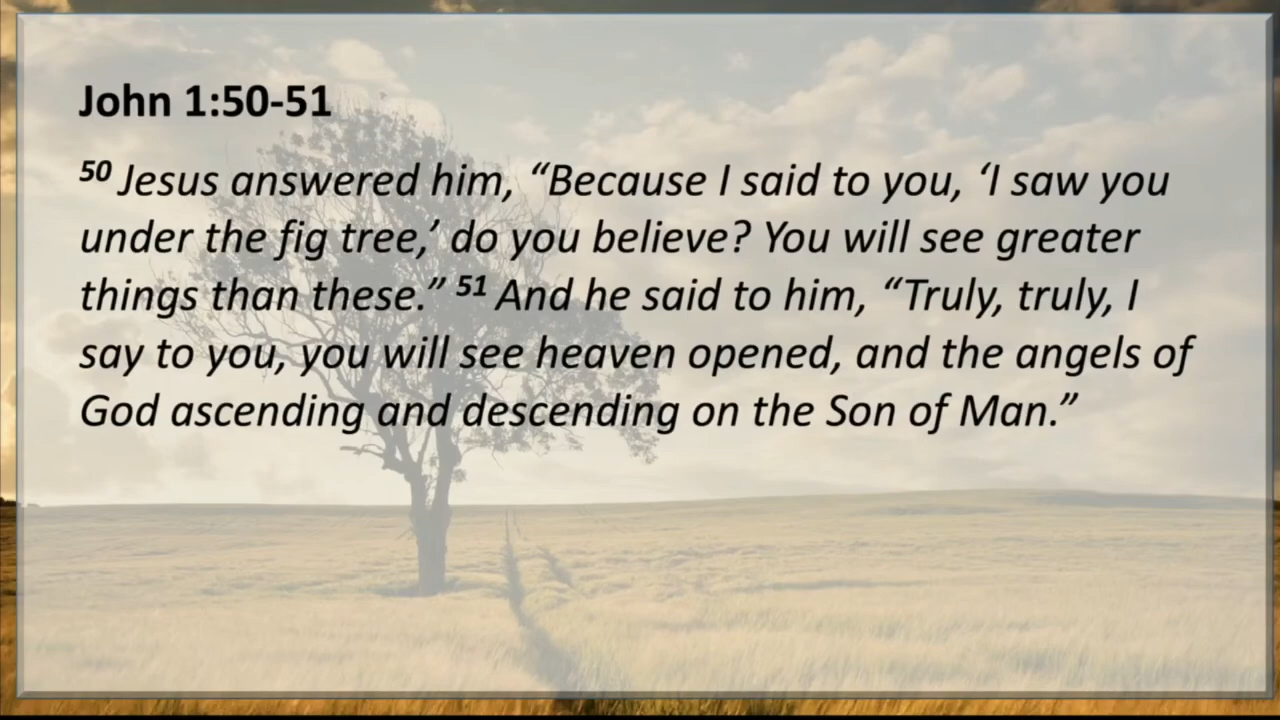 John 1:50-51
50 Jesus answered him, “Because I said to you, ‘I saw you
under the fig tree,’ do you believe? You will see greater
things than these.” 51 And he said to him, “Truly, truly, I
say to you, you will see heaven opened, and the angels of
God ascending and descending on the Son of Man.”